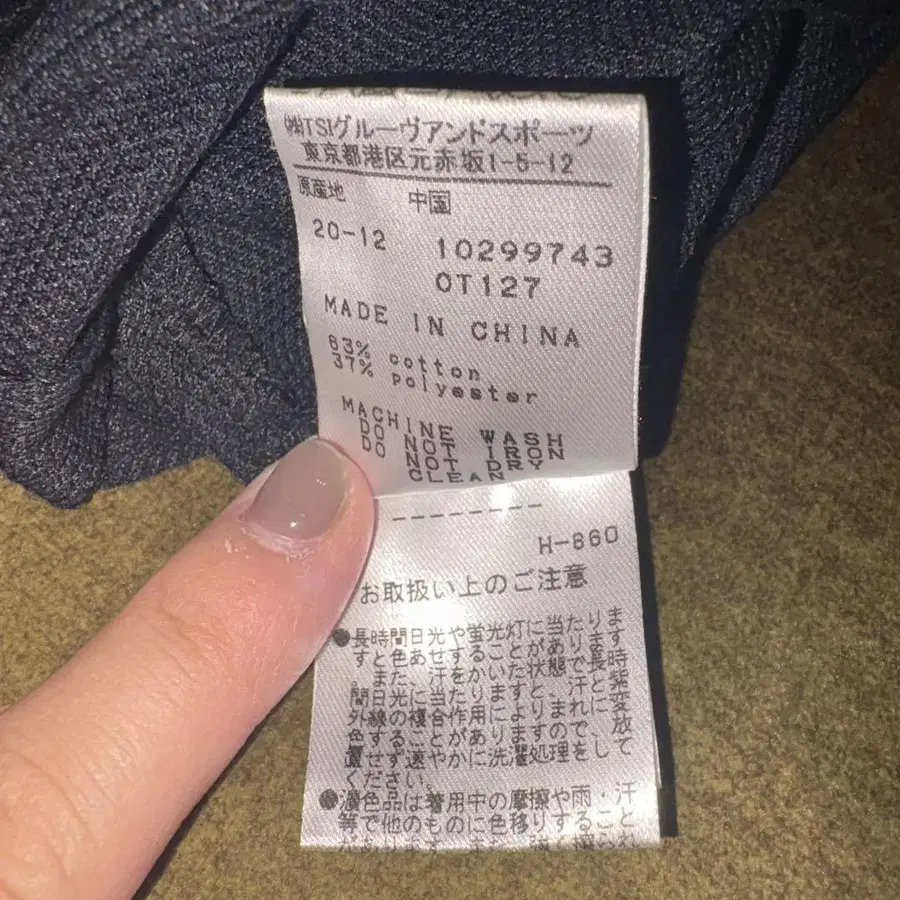 ㈱TSIグルーヴアンドスポーツ
東京都港区元赤坂1-5-12
原産地 中国
20-12 10299743
OT127
MADE IN CHINA
63% cotton
37% polyester
MACHINE WASH
DO NOT IRON
DO NOT DRY
CLEAN
--------
H-860
お取扱い上のご注意
●長時間日光や蛍光灯に当たりま
すと色あせすることがあります
。また、汗をかいた状態で長時
間日光に当たりますと、汗と紫
外線の複合作用によりまれに変
色することがありますので、放
置せず速やかに洗濯処理をして
ください。
●濃色品は着用中の摩擦や雨・汗
等で他のものに色移りすること